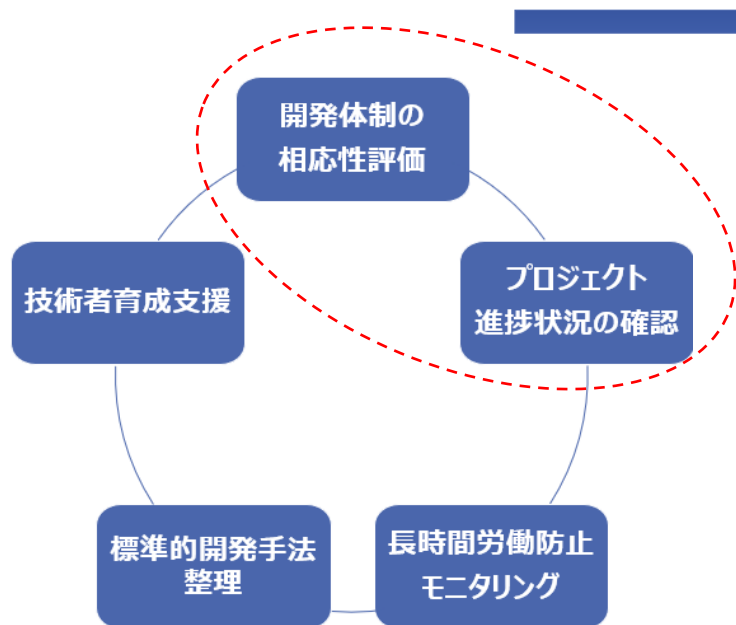 開発体制の
相応性評価
プロジェクト
進捗状況の確認
技術者育成支援
標準的開発手法
整理
長時間労働防止
モニタリング